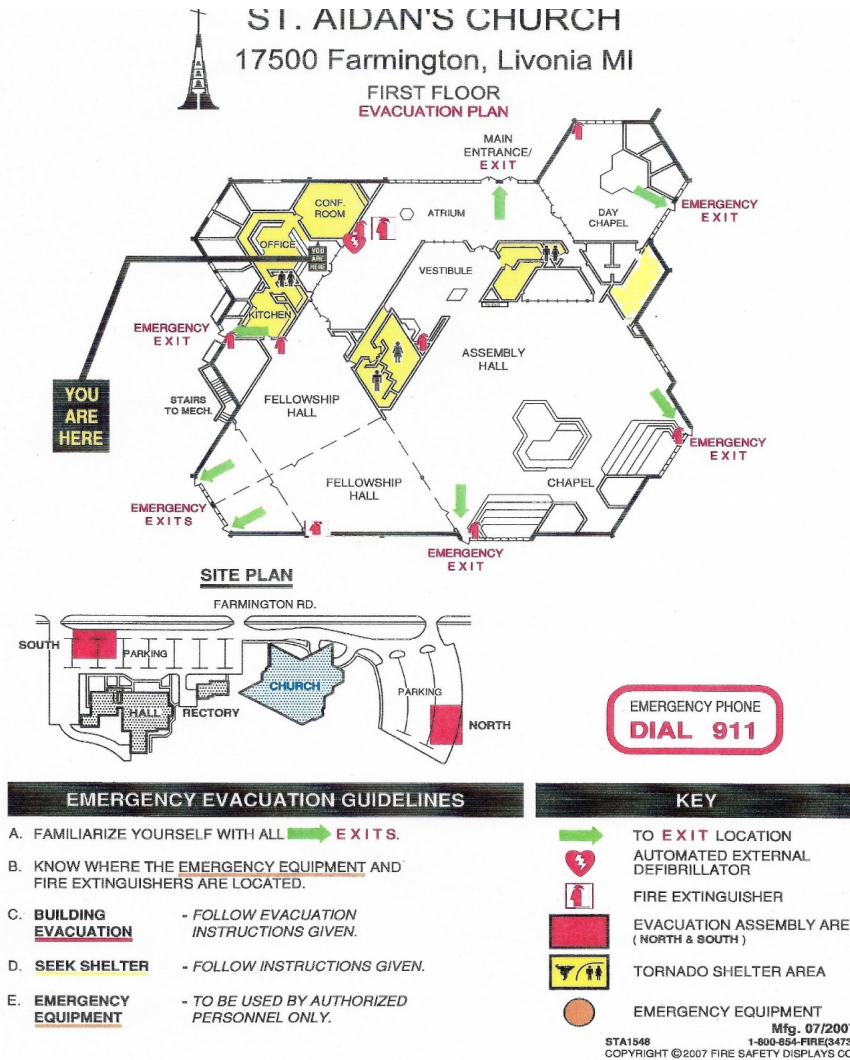 ST. AIDAN'S CHURCH
17500 Farmington, Livonia MI
FIRST FLOOR
EVACUATION PLAN
MAIN
ENTRANCE/
EXIT
CONF.
ROOM
ATRIUM
DAY
CHAPEL
EMERGENCY
EXIT
OFFICE
YOU
ARE
HERE
VESTIBULE
KITCHEN
EMERGENCY
EXIT
ASSEMBLY
HALL
YOU
ARE
HERE
STAIRS
TO MECH.
FELLOWSHIP
HALL
EMERGENCY
EXIT
FELLOWSHIP
HALL
CHAPEL
EMERGENCY
EXITS
EMERGENCY
EXIT
SITE PLAN
FARMINGTON RD.
SOUTH
PARKING
CHURCH
PARKING
HALL
RECTORY
NORTH
EMERGENCY PHONE
DIAL 911
EMERGENCY EVACUATION GUIDELINES
A. FAMILIARIZE YOURSELF WITH ALL EXITS.
B. KNOW WHERE THE EMERGENCY EQUIPMENT AND
FIRE EXTINGUISHERS ARE LOCATED.
C. BUILDING - FOLLOW EVACUATION
EVACUATION INSTRUCTIONS GIVEN.
D. SEEK SHELTER - FOLLOW INSTRUCTIONS GIVEN.
E. EMERGENCY - TO BE USED BY AUTHORIZED
EQUIPMENT PERSONNEL ONLY.
KEY
TO EXIT LOCATION
AUTOMATED EXTERNAL
DEFIBRILLATOR
FIRE EXTINGUISHER
EVACUATION ASSEMBLY ARE
( NORTH & SOUTH )
TORNADO SHELTER AREA
EMERGENCY EQUIPMENT
Mfg. 07/2007
STA1548 1-800-854-FIRE(3473
COPYRIGHT ©2007 FIRE SAFETY DISPLAYS CO